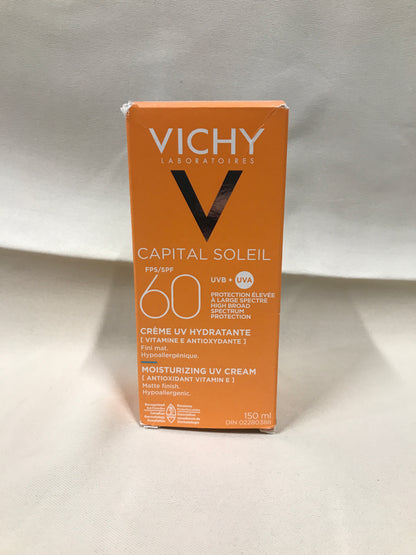 VICHY
LABORATOIRES
V
CAPITAL SOLEIL
FPS/SPF
60
UVB + UVA
PROTECTION ÉLEVÉE
À LARGE SPECTRE
HIGH BROAD
SPECTRUM
PROTECTION
CRÈME UV HYDRATANTE
[ VITAMINE E ANTIOXYDANTE ]
Fini mat.
Hypoallergénique.
MOISTURIZING UV CREAM
[ ANTIOXIDANT VITAMIN E ]
Matte finish.
Hypoallergenic.
150 ml
DIN 02280388